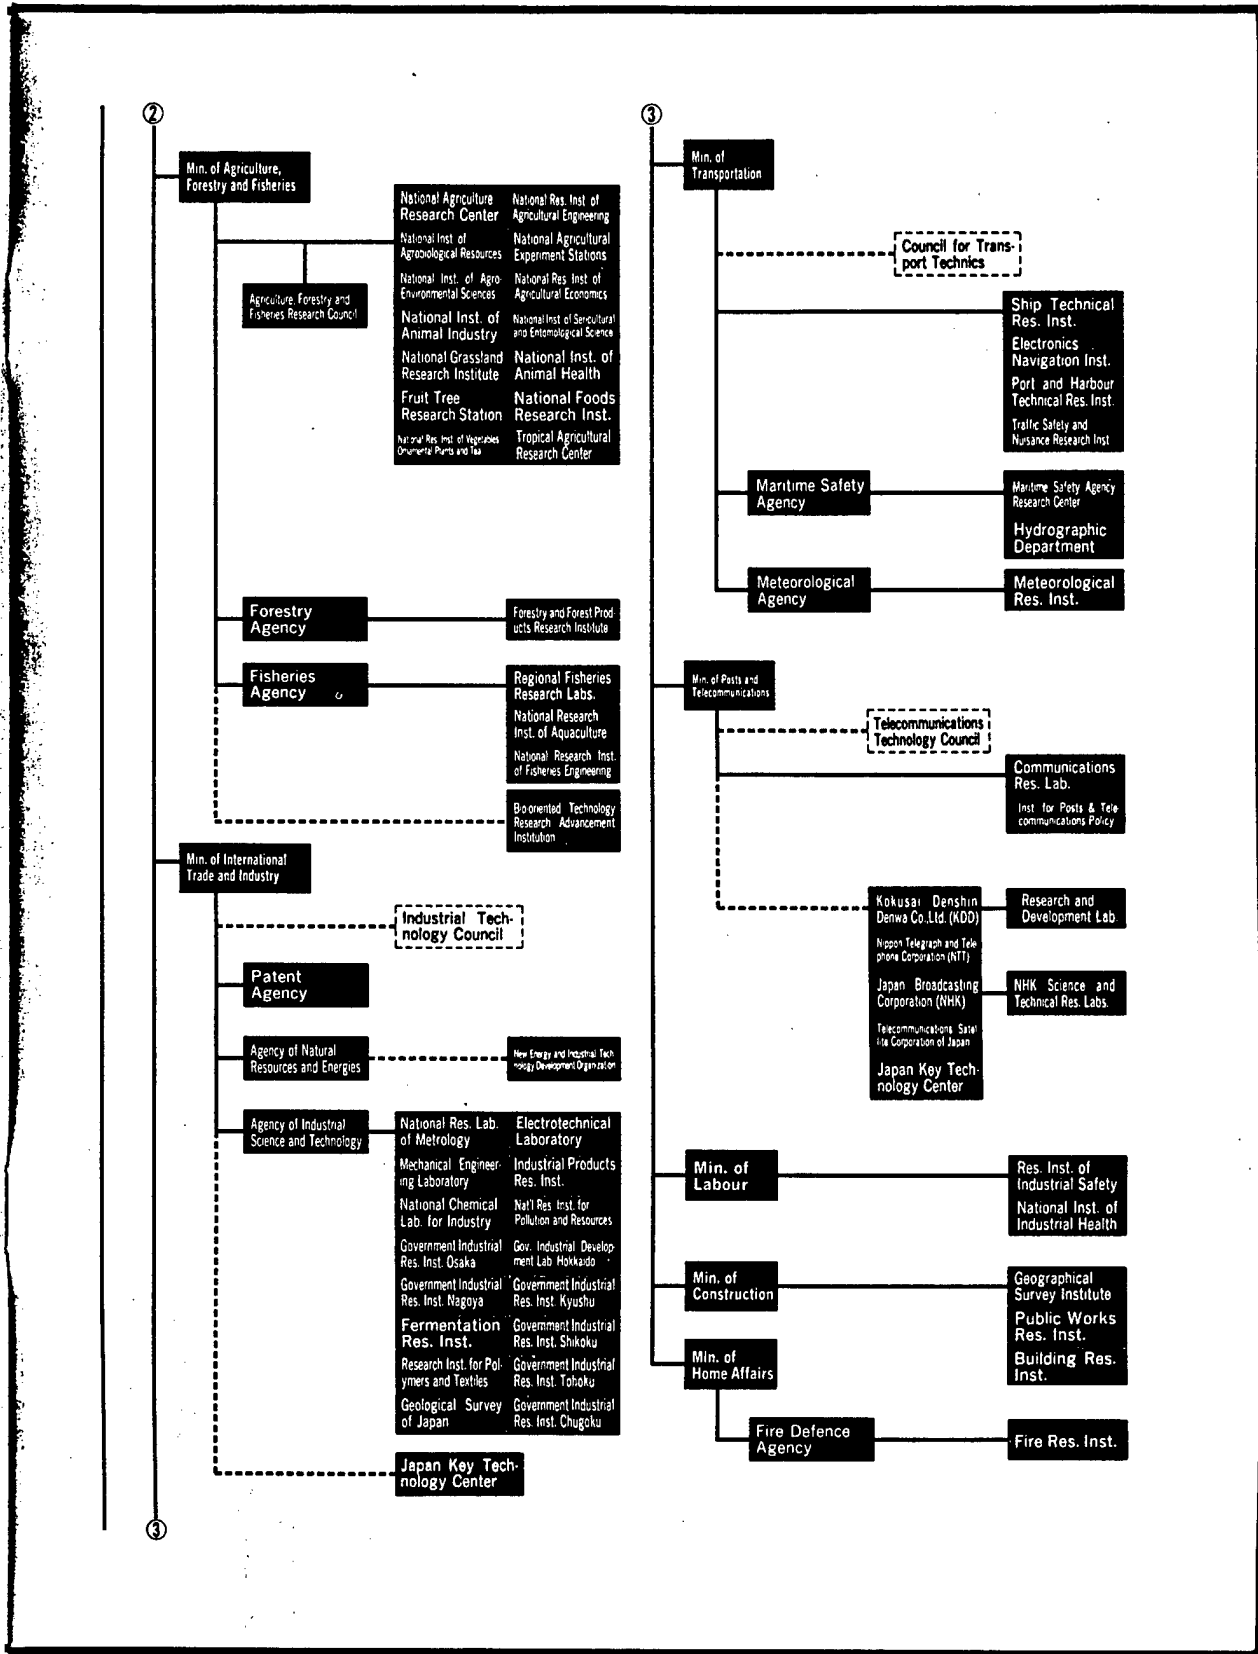 ②
Min. of Agriculture,
Forestry and Fisheries
National Agriculture
Research Center
National Res. Inst of
Agricultural Engineering
National Inst of
Agrobiological Resources
National Agricultural
Experiment Stations
National Inst. of Agro-
Environmental Sciences
National Res Inst of
Agricultural Economics
National Inst. of
Animal Industry
National Inst of Sericultural
and Entomological Science
National Grassland
Research Institute
National Inst. of
Animal Health
Fruit Tree
Research Station
National Foods
Research Inst.
National Res Inst of Vegetables
Ornamental Plants and Tea
Tropical Agricultural
Research Center
Agriculture, Forestry and
Fisheries Research Council
Forestry
Agency
Forestry and Forest Prod-
ucts Research Institute
Fisheries
Agency
Regional Fisheries
Research Labs.
National Research
Inst. of Aquaculture
National Research Inst.
of Fisheries Engineering
Bio-oriented Technology
Research Advancement
Institution
Min. of International
Trade and Industry
Industrial Tech-
nology Council
Patent
Agency
Agency of Natural
Resources and Energies
New Energy and Industrial Tech
nology Development Organization
Agency of Industrial
Science and Technology
National Res. Lab.
of Metrology
Electrotechnical
Laboratory
Mechanical Engineer-
ing Laboratory
Industrial Products
Res. Inst.
National Chemical
Lab. for Industry
Nat'l Res Inst. for
Pollution and Resources
Government Industrial
Res. Inst. Osaka
Gov. Industrial Develop-
ment Lab Hokkaido
Government Industrial
Res. Inst. Nagoya
Government Industrial
Res. Inst. Kyushu
Fermentation
Res. Inst.
Government Industrial
Res. Inst. Shikoku
Research Inst. for Pol-
ymers and Textiles
Government Industrial
Res. Inst. Tohoku
Geological Survey
of Japan
Government Industrial
Res. Inst. Chugoku
Japan Key Tech-
nology Center
③
③
Min. of
Transportation
Council for Trans-
port Technics
Ship Technical
Res. Inst.
Electronics
Navigation Inst.
Port and Harbour
Technical Res. Inst.
Traffic Safety and
Nuisance Research Inst
Maritime Safety
Agency
Maritime Safety Agency
Research Center
Hydrographic
Department
Meteorological
Agency
Meteorological
Res. Inst.
Min. of Posts and
Telecommunications
Telecommunications
Technology Council
Communications
Res. Lab.
Inst for Posts & Tele
communications Policy
Kokusai Denshin
Denwa Co.,Ltd. (KDD)
Research and
Development Lab.
Nippon Telegraph and Tele
phone Corporation (NTT)
Japan Broadcasting
Corporation (NHK)
NHK Science and
Technical Res. Labs.
Telecommunications Satel
lite Corporation of Japan
Japan Key Tech-
nology Center
Min. of
Labour
Res. Inst. of
Industrial Safety
National Inst. of
Industrial Health
Min. of
Construction
Geographical
Survey Institute
Public Works
Res. Inst.
Building Res.
Inst.
Min. of
Home Affairs
Fire Defence
Agency
Fire Res. Inst.